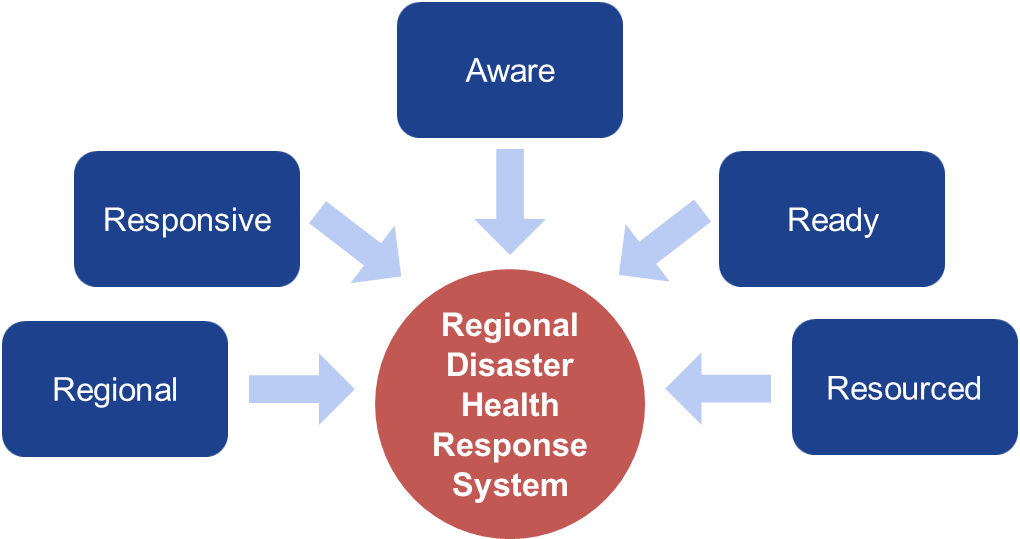 Aware
Responsive
Ready
Regional
Resourced
Regional
Disaster
Health
Response
System